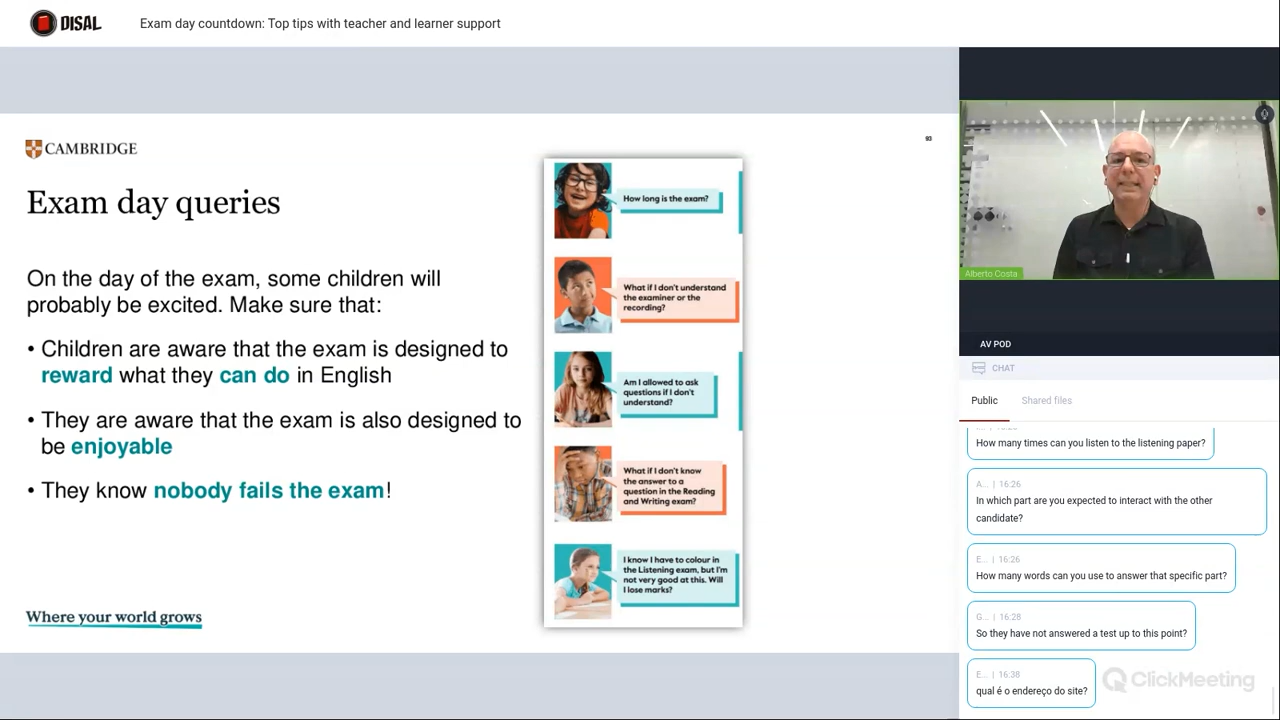 DISAL
Exam day countdown: Top tips with teacher and learner support
CAMBRIDGE
93
Exam day queries
On the day of the exam, some children will
probably be excited. Make sure that:
• Children are aware that the exam is designed to
reward what they can do in English
• They are aware that the exam is also designed to
be enjoyable
• They know nobody fails the exam!
Where your world grows
How long is the exam?
What if I don't understand
the examiner or the
recording?
Am I allowed to ask
questions if I don't
understand?
What if I don't know
the answer to a
question in the Reading
and Writing exam?
I know I have to colour in
the Listening exam, but I'm
not very good at this. Will
I lose marks?
Alberto Costa
AV POD
CHAT
Public
Shared files
How many times can you listen to the listening paper?
A... | 16:26
In which part are you expected to interact with the other
candidate?
E... | 16:26
How many words can you use to answer that specific part?
G... | 16:28
So they have not answered a test up to this point?
E... | 16:38
qual é o endereço do site?
ClickMeeting